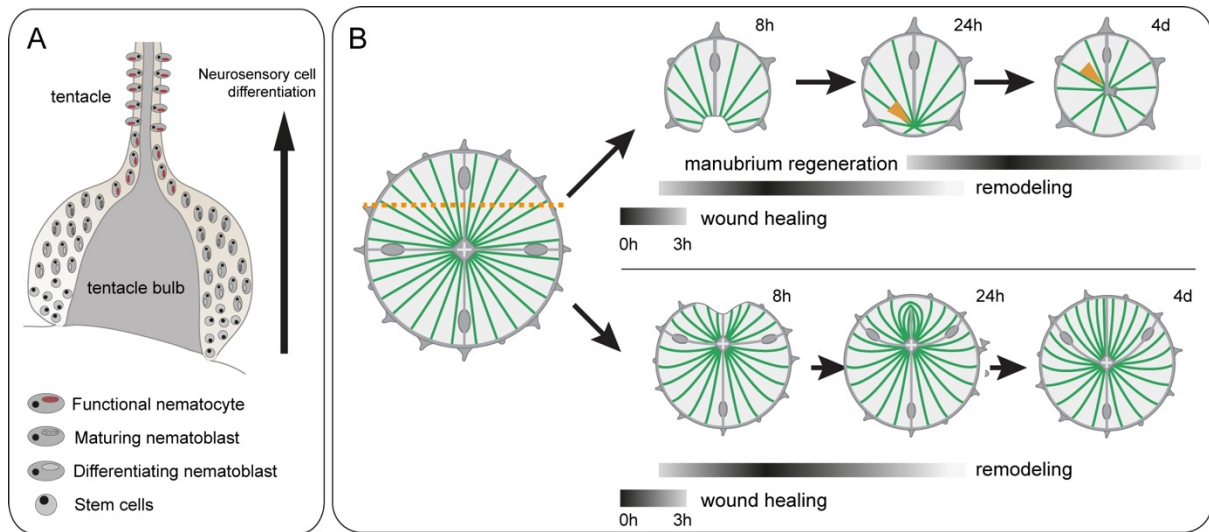 A
tentacle
Neurosensory cell
differentiation
tentacle bulb
Functional nematocyte
Maturing nematoblast
Differentiating nematoblast
Stem cells
B
8h
24h
4d
manubrium regeneration
remodeling
wound healing
0h
3h
8h
24h
4d
remodeling
wound healing
0h
3h